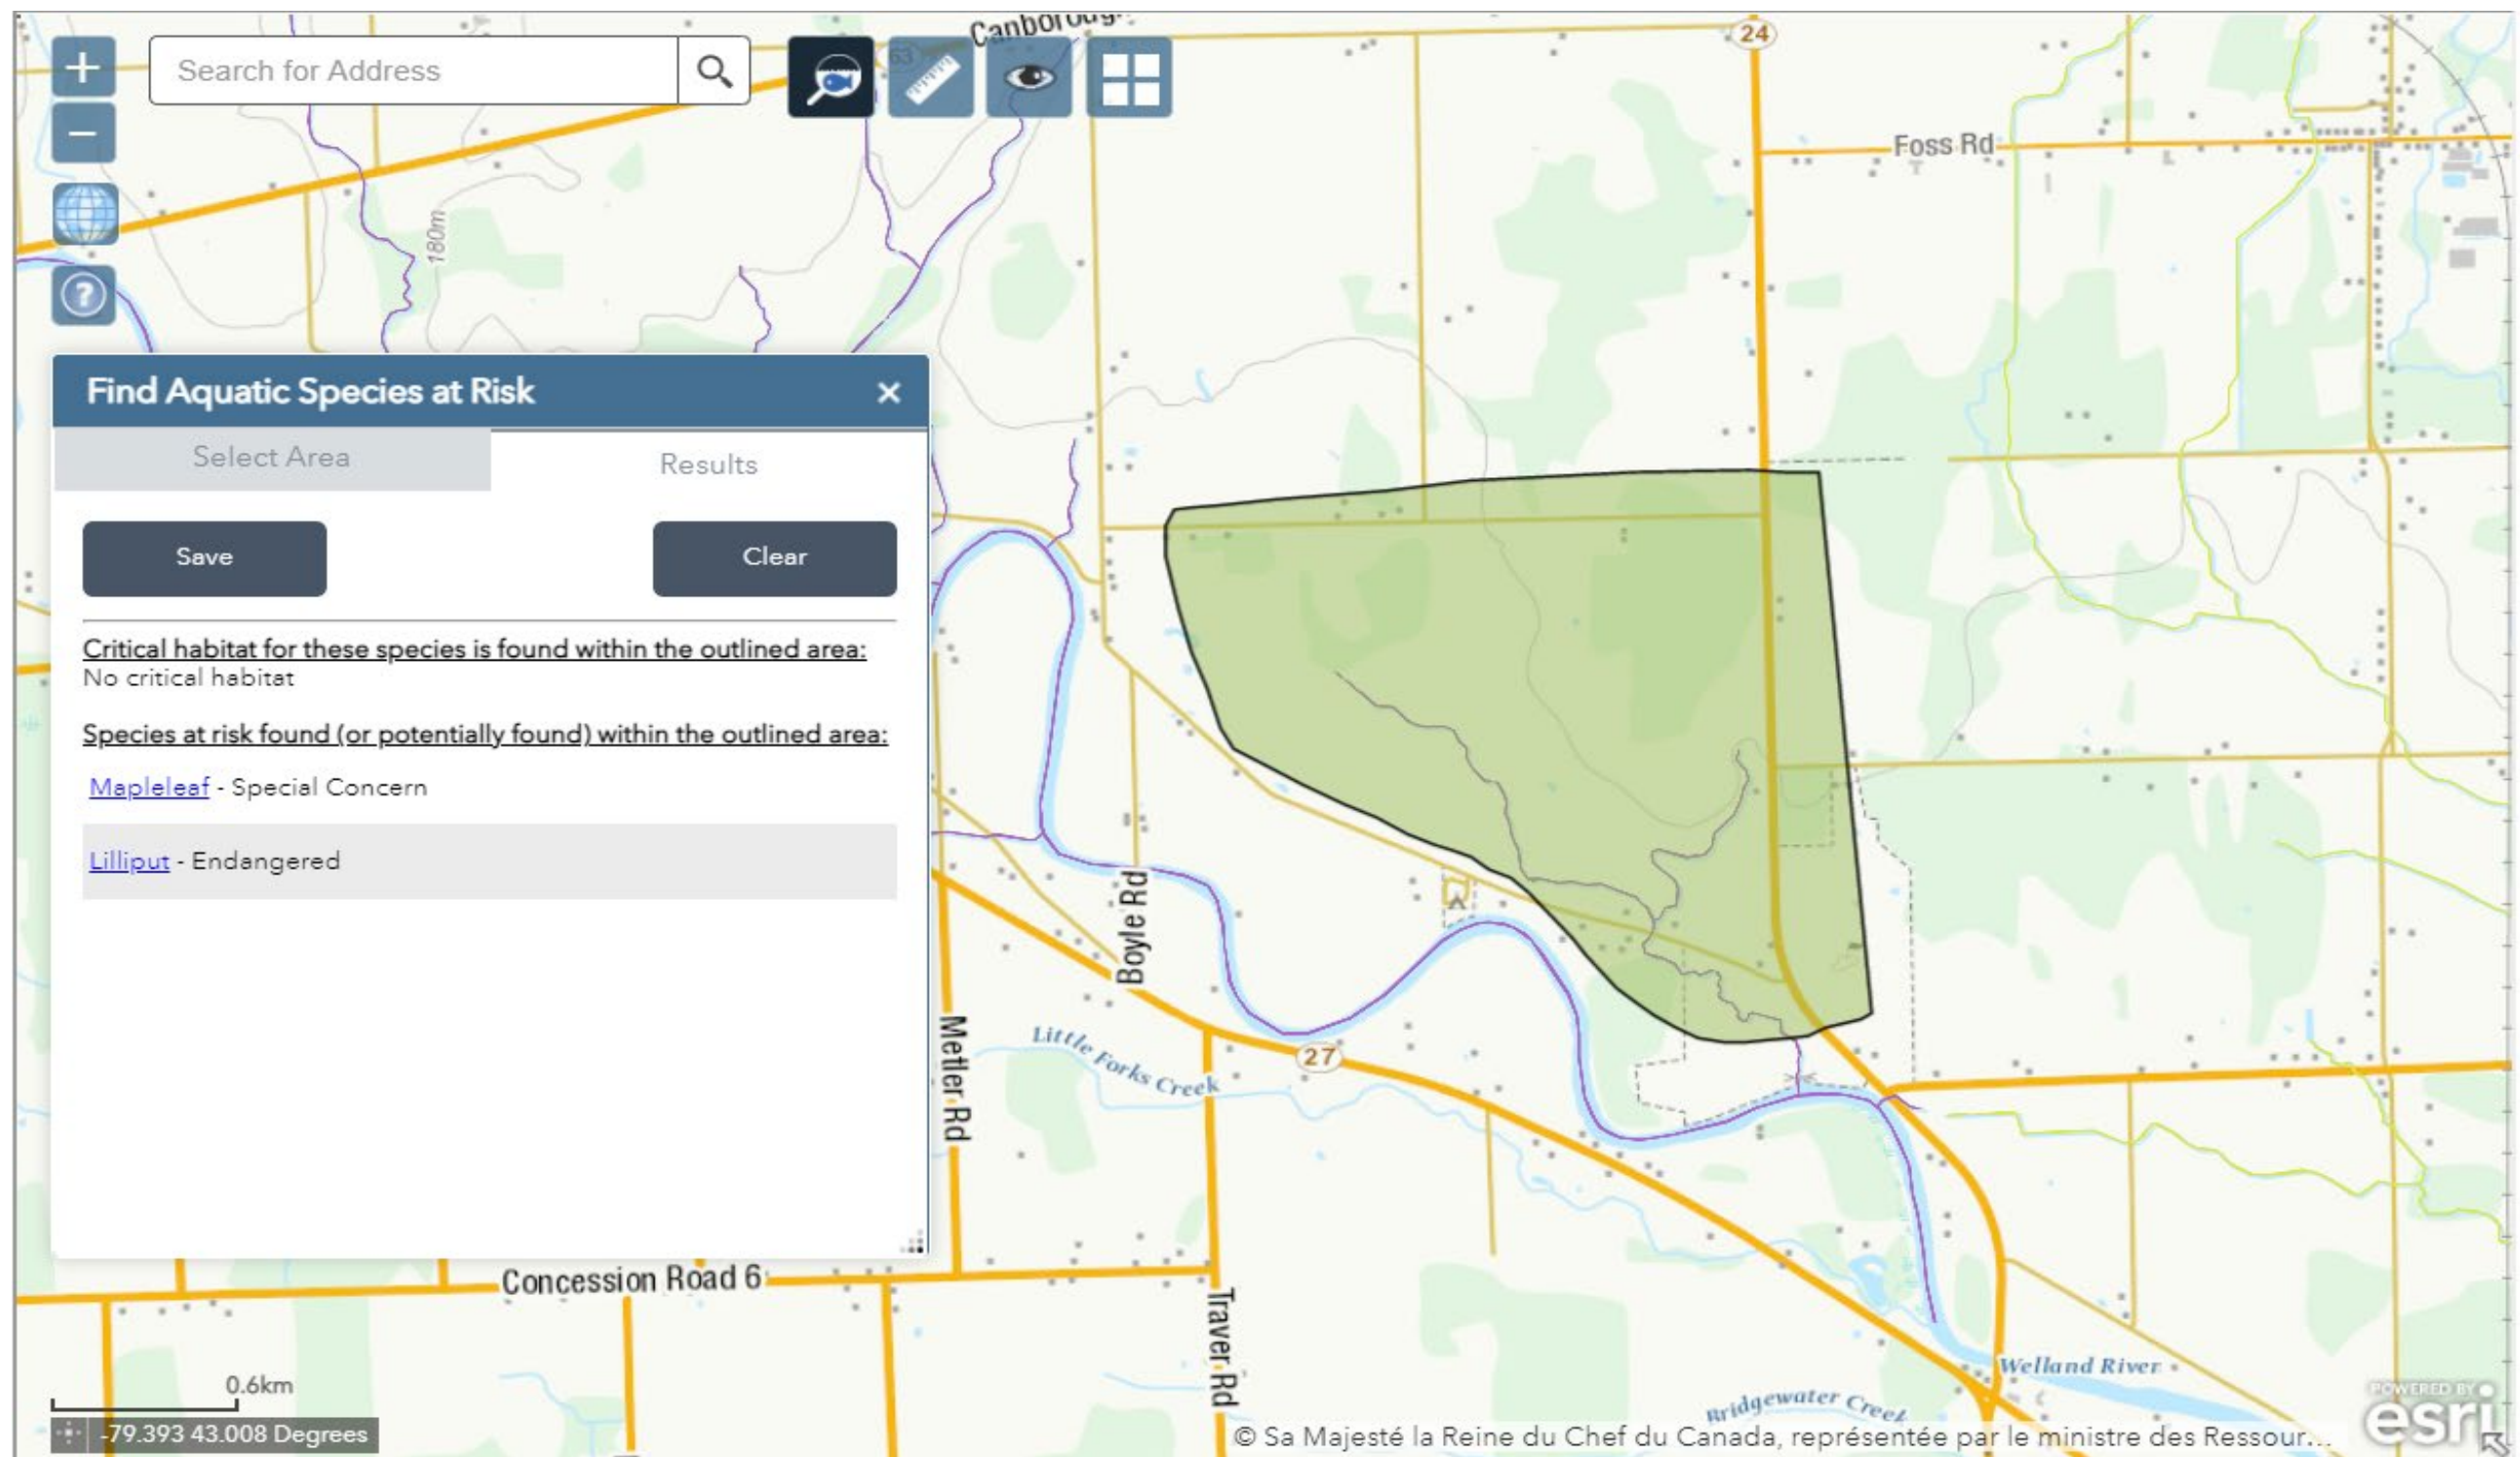 Canboroug
24
63
Search for Address
Foss Rd
180m
Find Aquatic Species at Risk
Select Area
Results
Save
Clear
Critical habitat for these species is found within the outlined area:
No critical habitat
Species at risk found (or potentially found) within the outlined area:
Mapleleaf - Special Concern
Lilliput - Endangered
Boyle Rd
Metler Rd
Little Forks Creek
27
Concession Road 6
Traver Rd
Welland River
Bridgewater Creek
0.6km
-79.393 43.008 Degrees
© Sa Majesté la Reine du Chef du Canada, représentée par le ministre des Ressour...
POWERED BY
esri